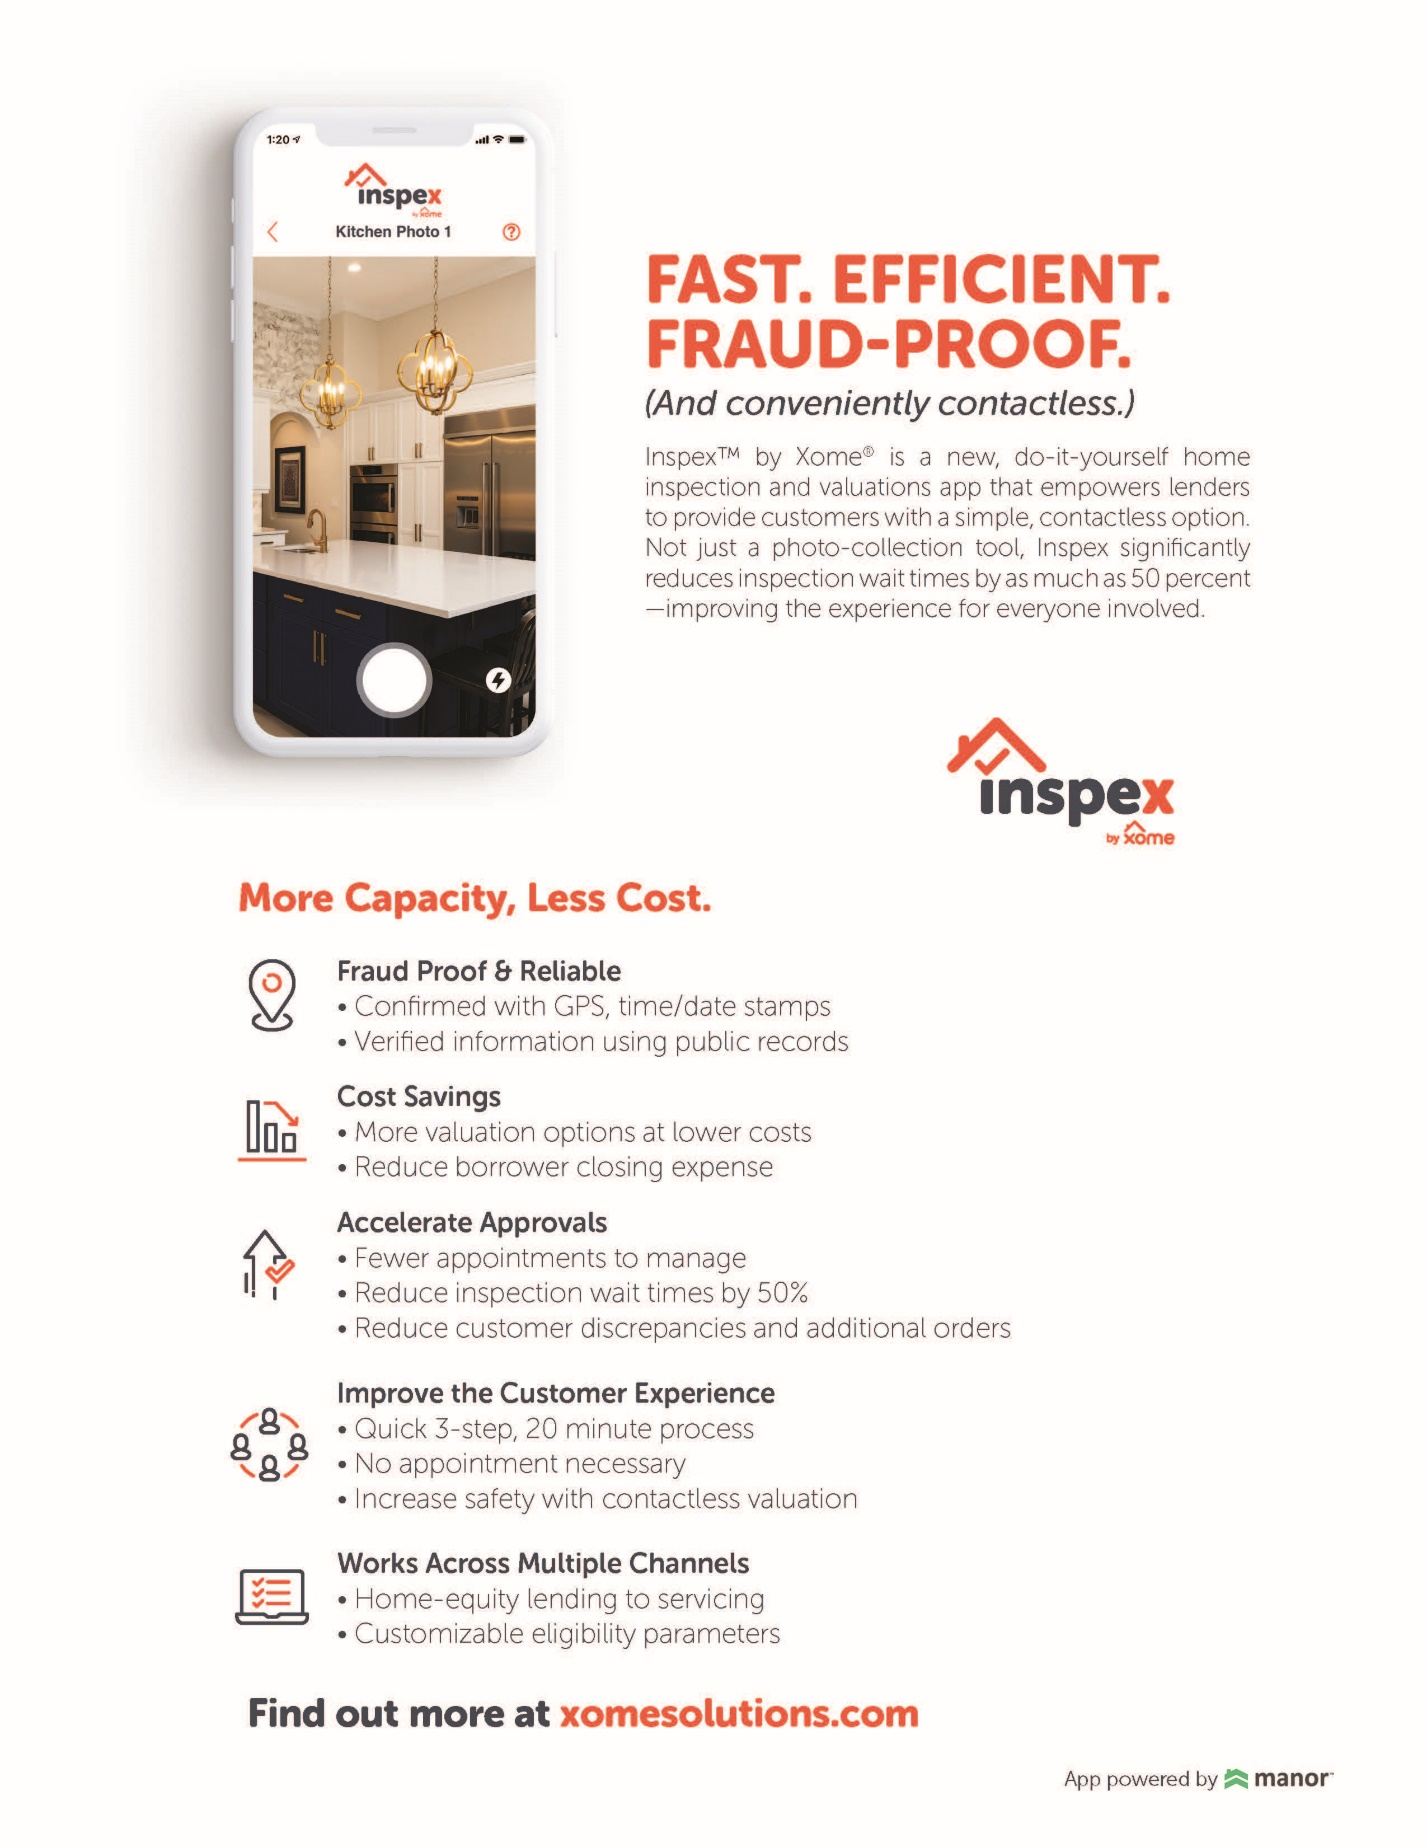 1:20
inspex
by xome
Kitchen Photo 1
FAST. EFFICIENT.
FRAUD-PROOF.
(And conveniently contactless.)
Inspex™ by Xome® is a new, do-it-yourself home
inspection and valuations app that empowers lenders
to provide customers with a simple, contactless option.
Not just a photo-collection tool, Inspex significantly
reduces inspection wait times by as much as 50 percent
—improving the experience for everyone involved.
inspex
by xome
More Capacity, Less Cost.
Fraud Proof & Reliable
• Confirmed with GPS, time/date stamps
• Verified information using public records
Cost Savings
• More valuation options at lower costs
• Reduce borrower closing expense
Accelerate Approvals
• Fewer appointments to manage
• Reduce inspection wait times by 50%
• Reduce customer discrepancies and additional orders
Improve the Customer Experience
• Quick 3-step, 20 minute process
• No appointment necessary
• Increase safety with contactless valuation
Works Across Multiple Channels
• Home-equity lending to servicing
• Customizable eligibility parameters
Find out more at xomesolutions.com
App powered by manor™